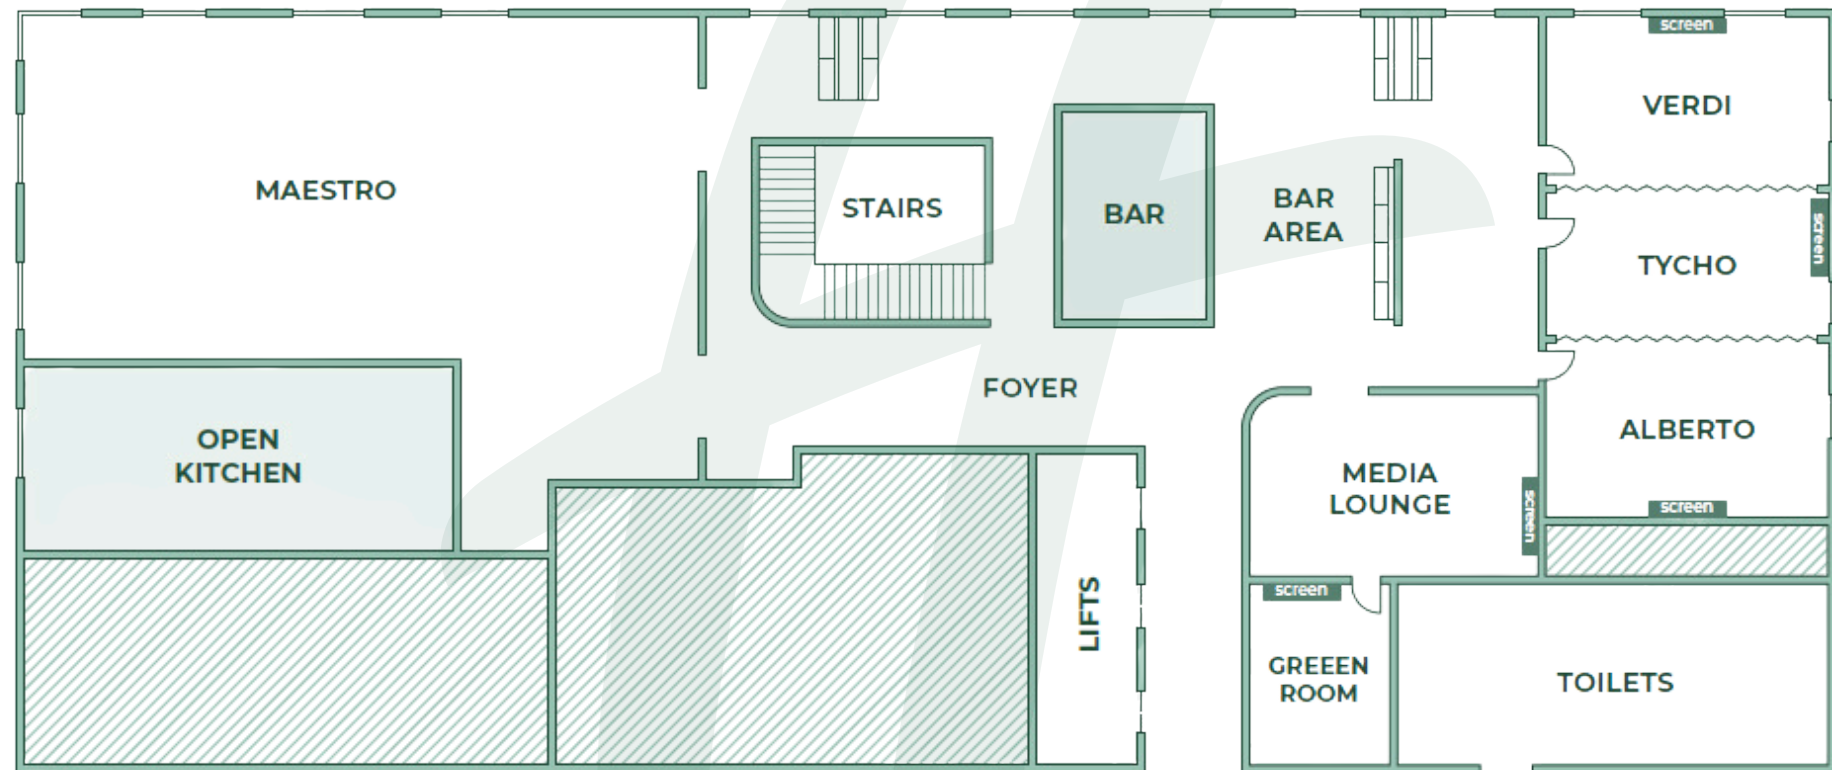 screen
VERDI
MAESTRO
STAIRS
BAR
BAR
AREA
screen
TYCHO
FOYER
ALBERTO
OPEN
KITCHEN
MEDIA
LOUNGE
screen
screen
LIFTS
screen
GREEEN
ROOM
TOILETS